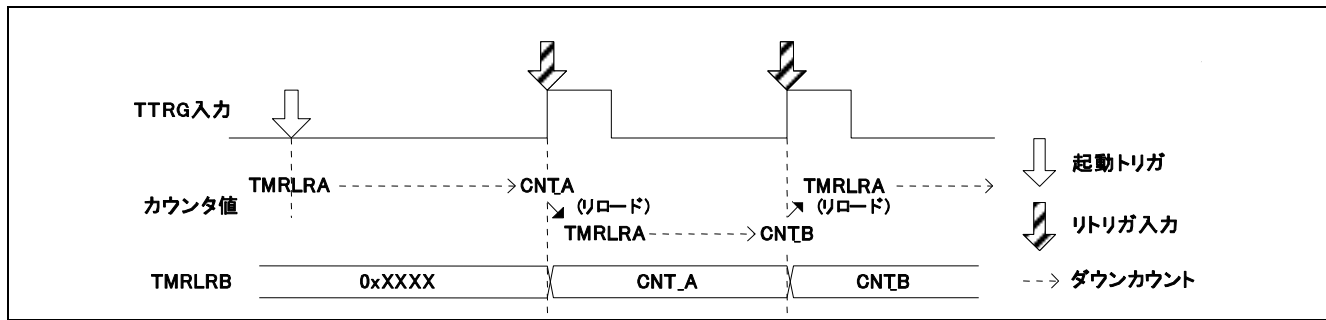 TTRG入力
起動トリガ
TMRLRA CNT_A TMRLRA
カウンタ値 (リロード) (リロード)
リトリガ入力
TMRLRA CNT_B
TMRLRB 0xXXXX CNT_A CNT_B
ダウンカウント